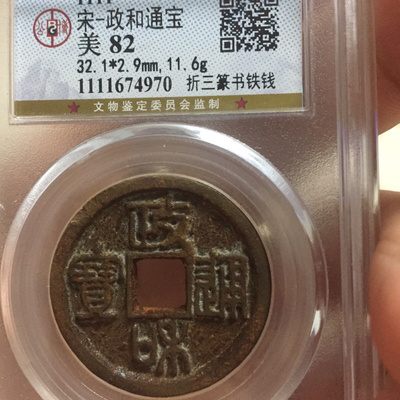 宋-政和通宝
美 82
32.1*2.9mm,11.6g
1111674970 折三篆书铁钱
★ 文物鉴定委员会监制 ★
政
寶 通
和